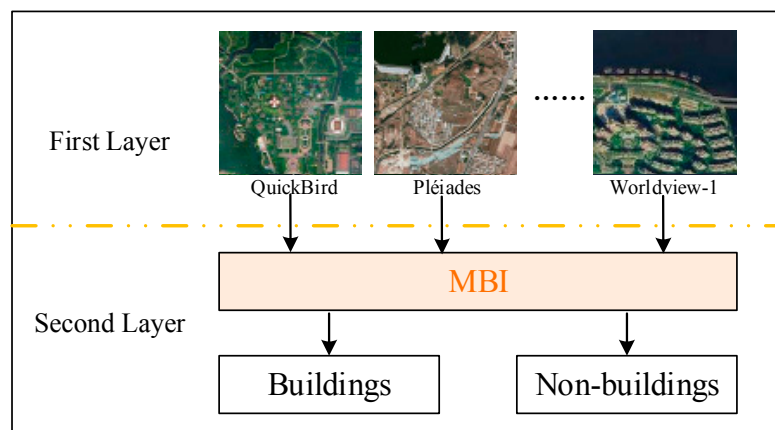 First Layer
……
QuickBird
Pléiades
Worldview-1
MBI
Second Layer
Buildings
Non-buildings